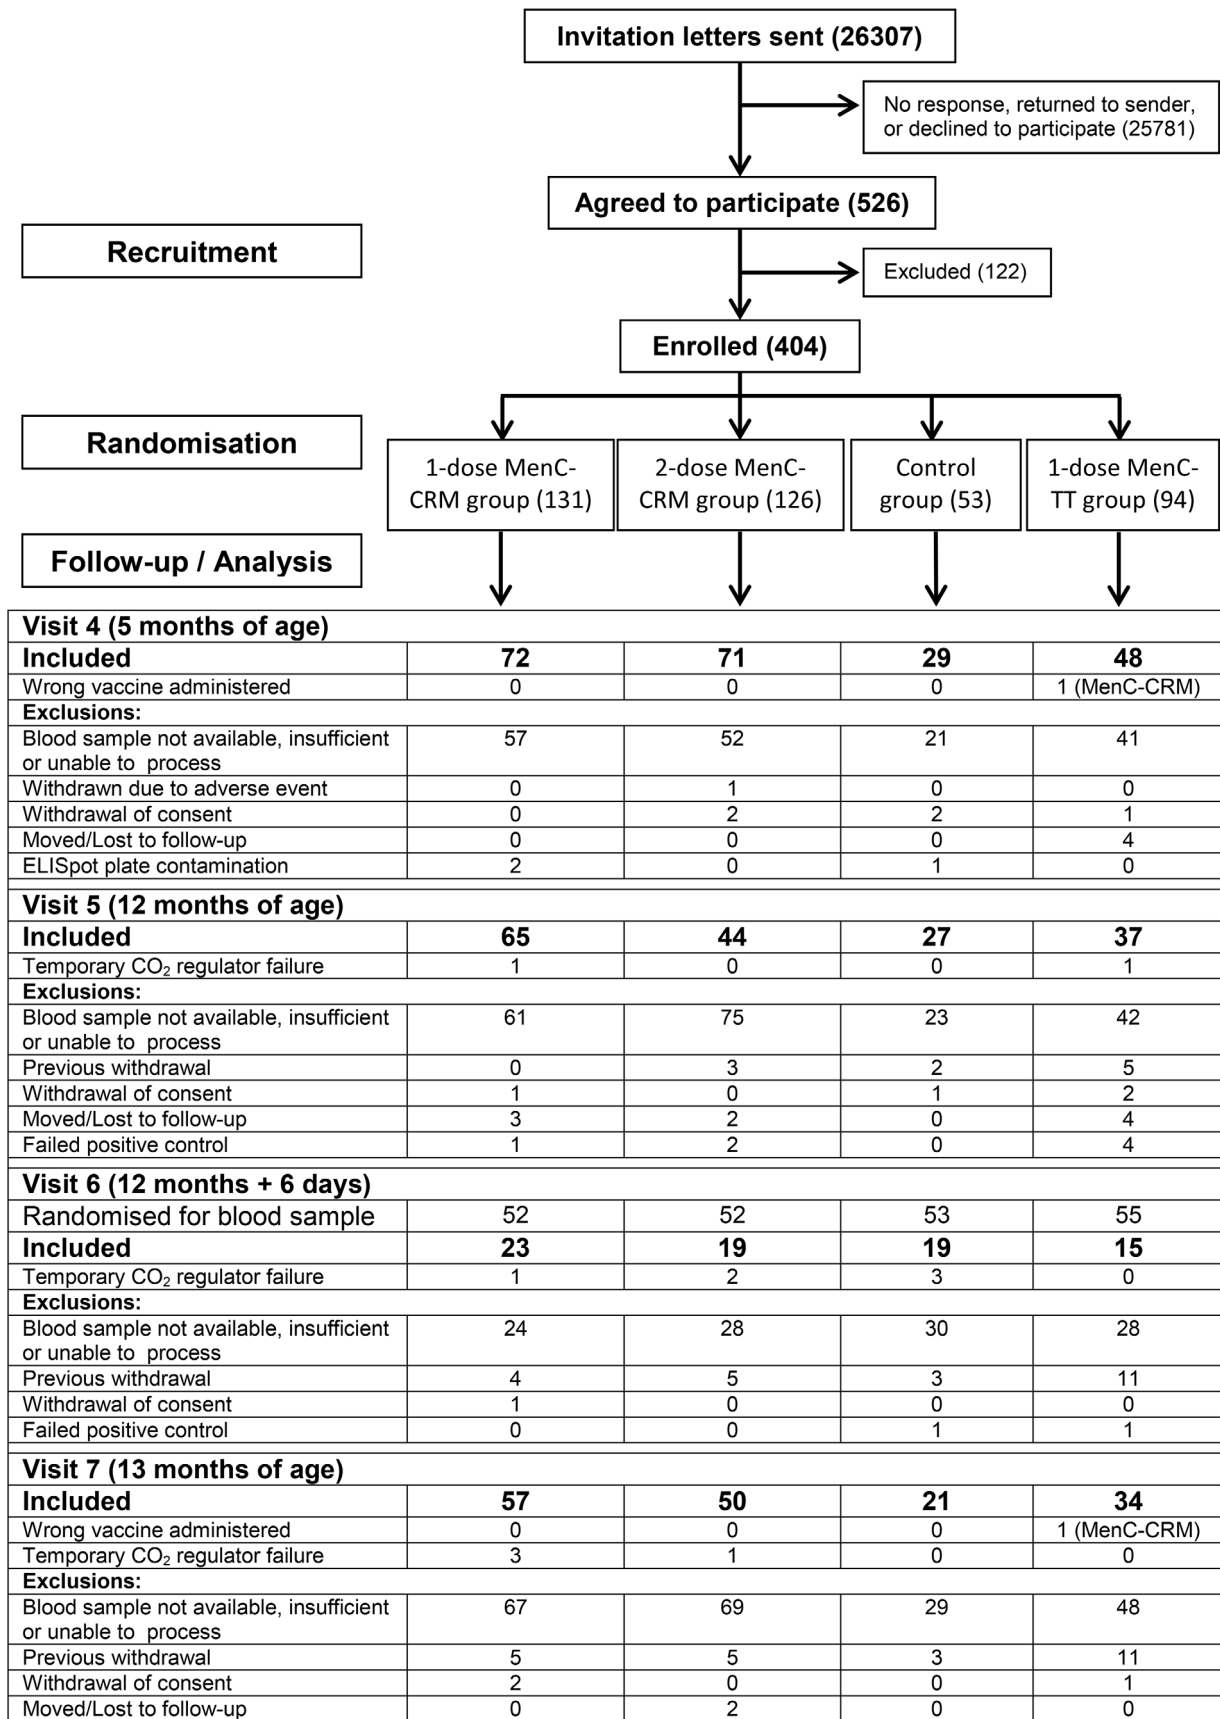 Invitation letters sent (26307)
No response, returned to sender,
or declined to participate (25781)
Agreed to participate (526)
Recruitment
Excluded (122)
Enrolled (404)
Randomisation
1-dose MenC-
CRM group (131)
2-dose MenC-
CRM group (126)
Control
group (53)
1-dose MenC-
TT group (94)
Follow-up / Analysis
Visit 4 (5 months of age)
Included 72 71 29 48
Wrong vaccine administered 0 0 0 1 (MenC-CRM)
Exclusions:
Blood sample not available, insufficient 57 52 21 41
or unable to process
Withdrawn due to adverse event 0 1 0 0
Withdrawal of consent 0 2 2 1
Moved/Lost to follow-up 0 0 0 4
ELISpot plate contamination 2 0 1 0
Visit 5 (12 months of age)
Included 65 44 27 37
Temporary CO₂ regulator failure 1 0 0 1
Exclusions:
Blood sample not available, insufficient 61 75 23 42
or unable to process
Previous withdrawal 0 3 2 5
Withdrawal of consent 1 0 1 2
Moved/Lost to follow-up 3 2 0 4
Failed positive control 1 2 0 4
Visit 6 (12 months + 6 days)
Randomised for blood sample 52 52 53 55
Included 23 19 19 15
Temporary CO₂ regulator failure 1 2 3 0
Exclusions:
Blood sample not available, insufficient 24 28 30 28
or unable to process
Previous withdrawal 4 5 3 11
Withdrawal of consent 1 0 0 0
Failed positive control 0 0 1 1
Visit 7 (13 months of age)
Included 57 50 21 34
Wrong vaccine administered 0 0 0 1 (MenC-CRM)
Temporary CO₂ regulator failure 3 1 0 0
Exclusions:
Blood sample not available, insufficient 67 69 29 48
or unable to process
Previous withdrawal 5 5 3 11
Withdrawal of consent 2 0 0 1
Moved/Lost to follow-up 0 2 0 0